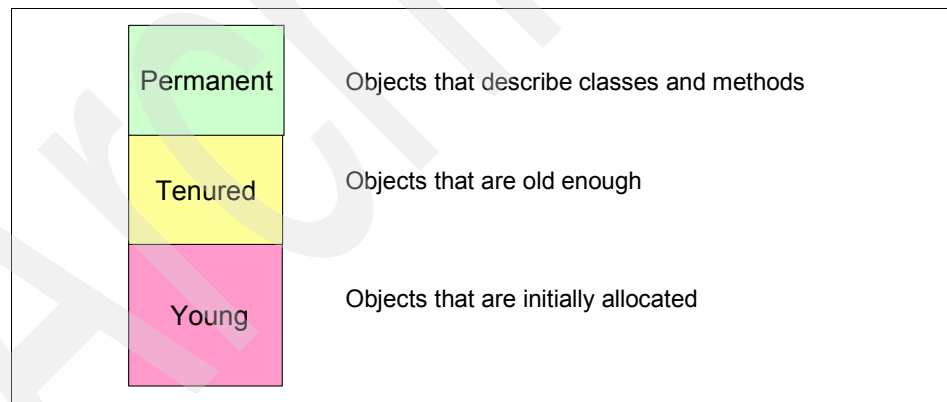 Permanent Objects that describe classes and methods
Tenured Objects that are old enough
Young Objects that are initially allocated